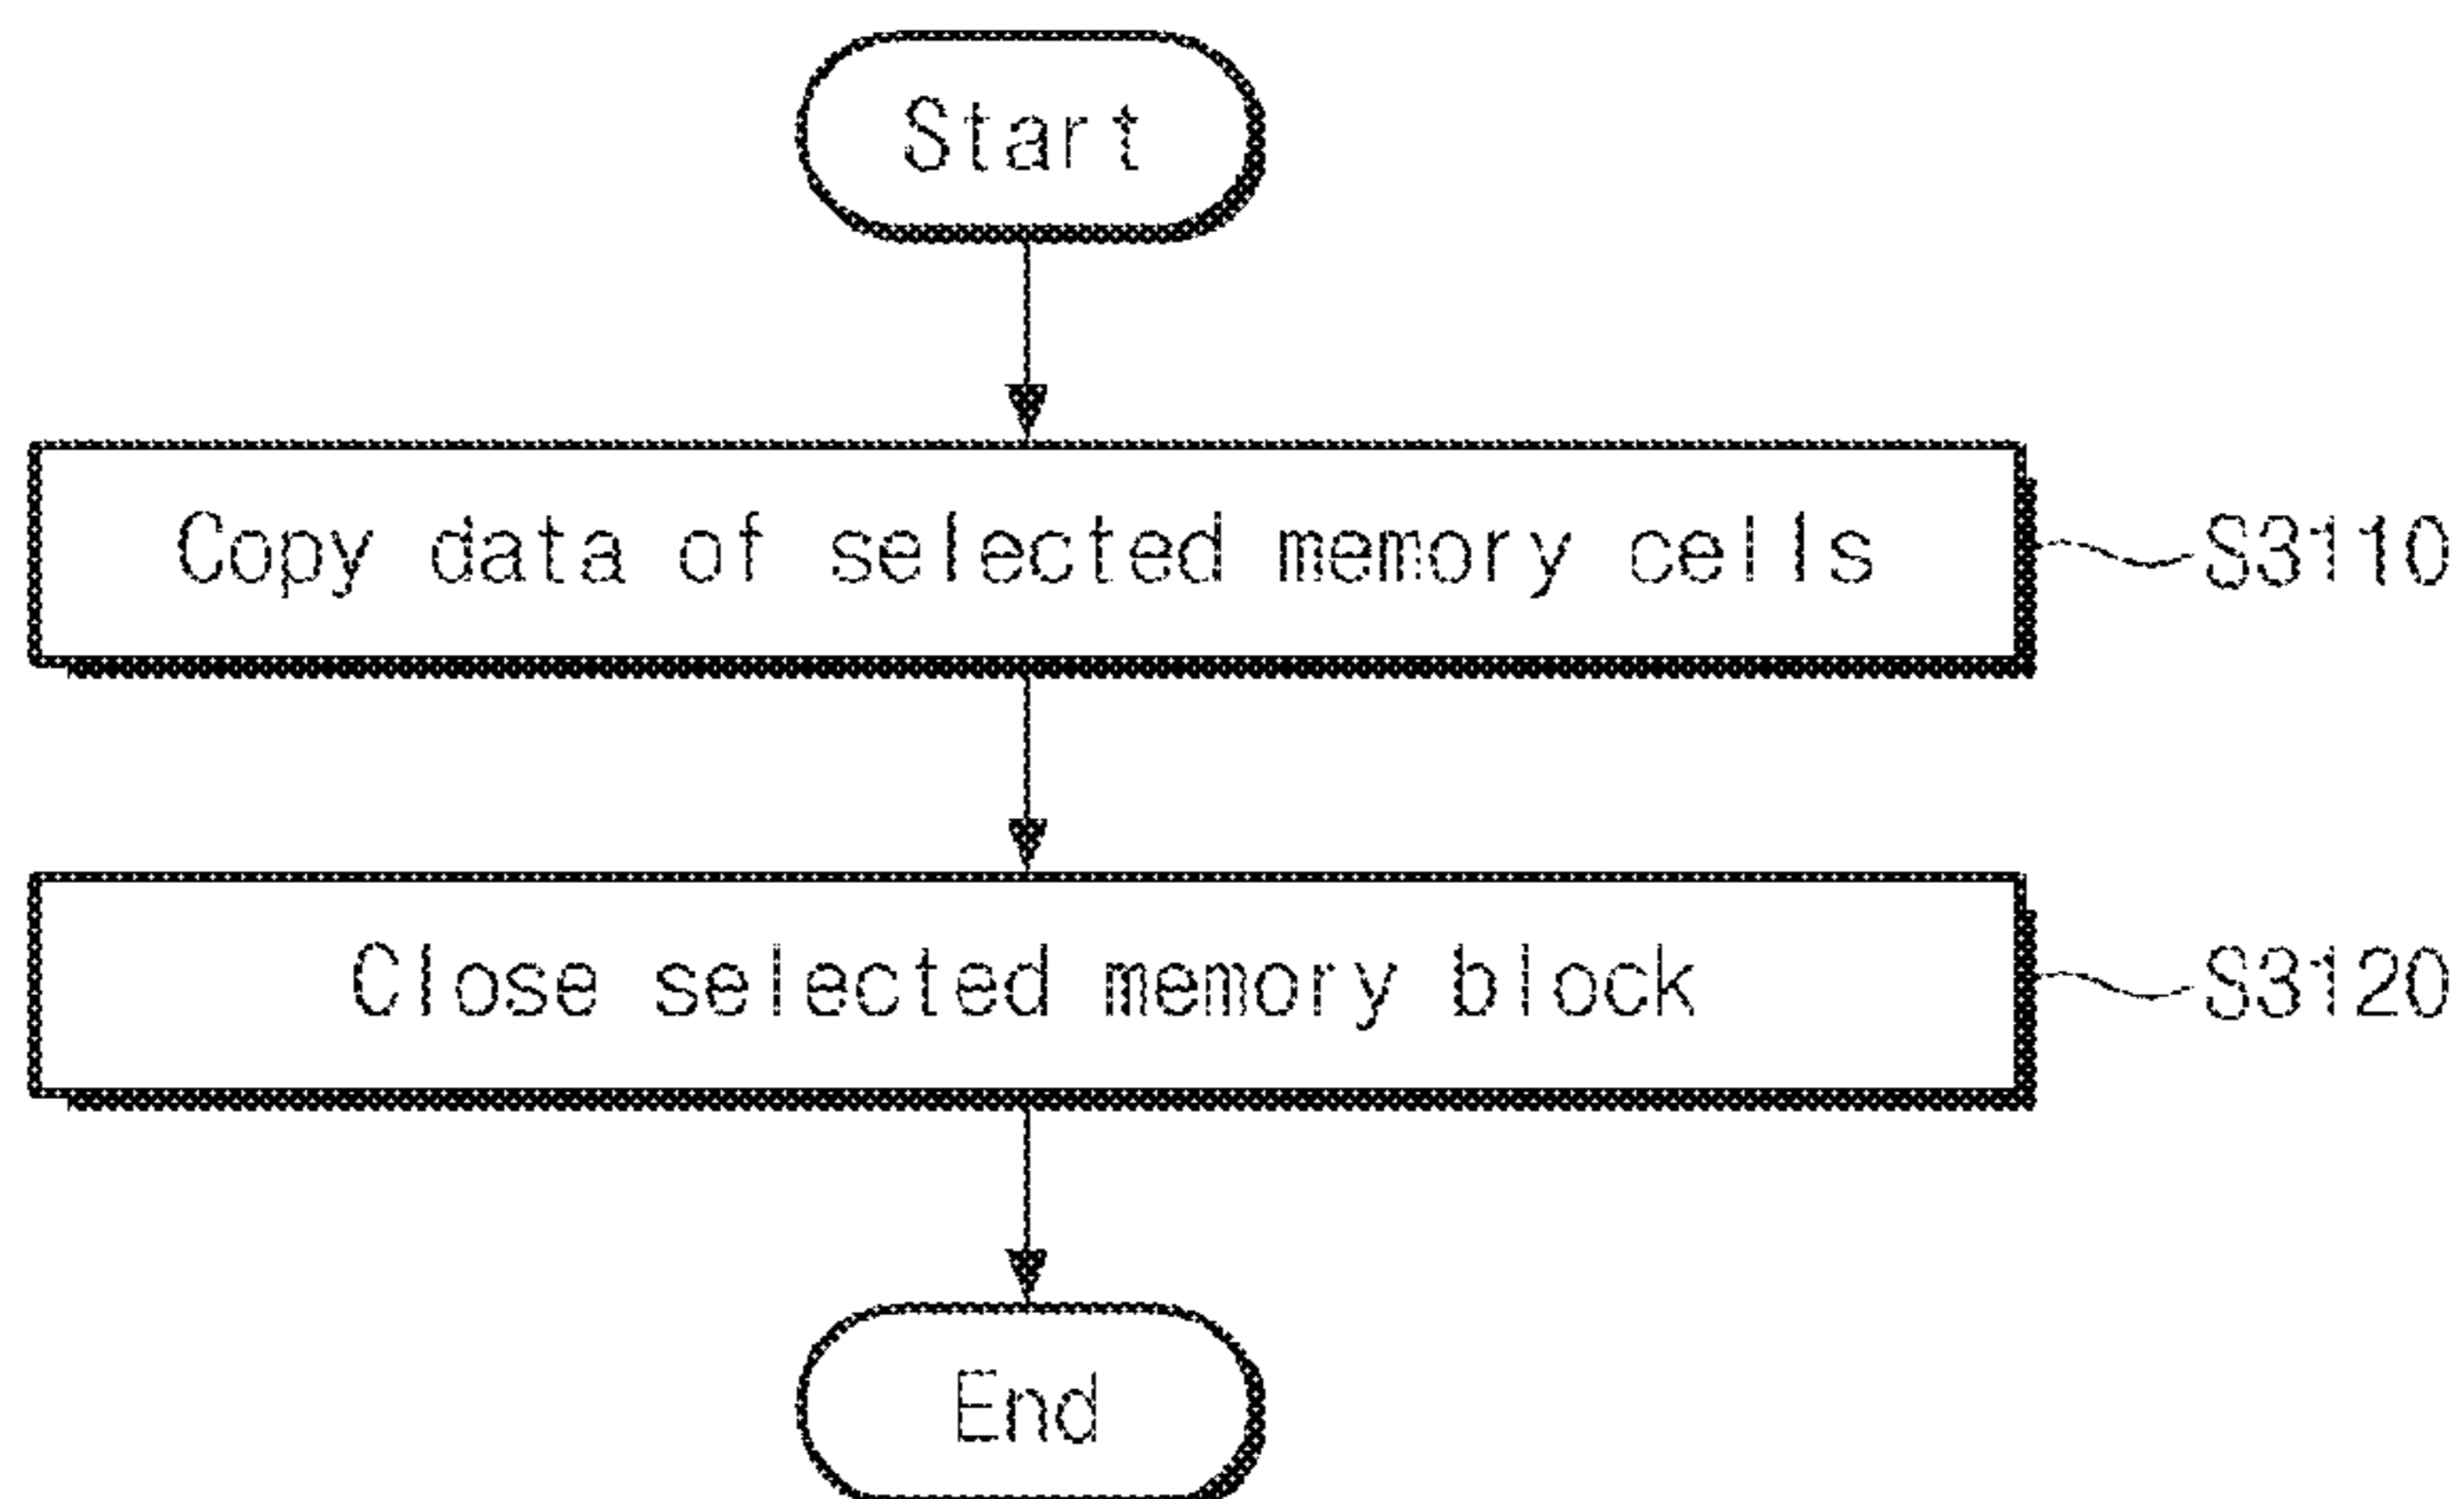 Start
Copy data of selected memory cells
S3110
Close selected memory block
S3120
End